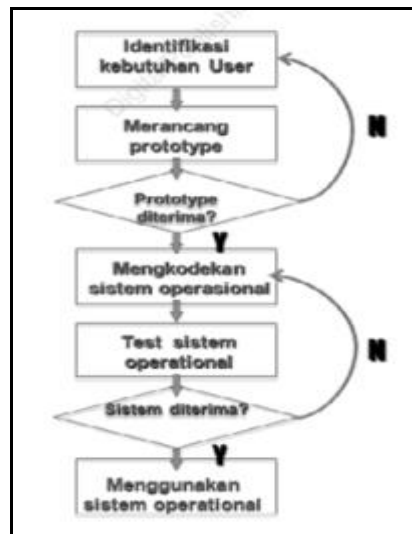 Identifikasi
kebutuhan User
Merancang
prototype
N
Prototype
diterima?
Y
Mengkodekan
sistem operasional
Test sistem
operational
N
Sistem diterima?
Y
Menggunakan
sistem operational